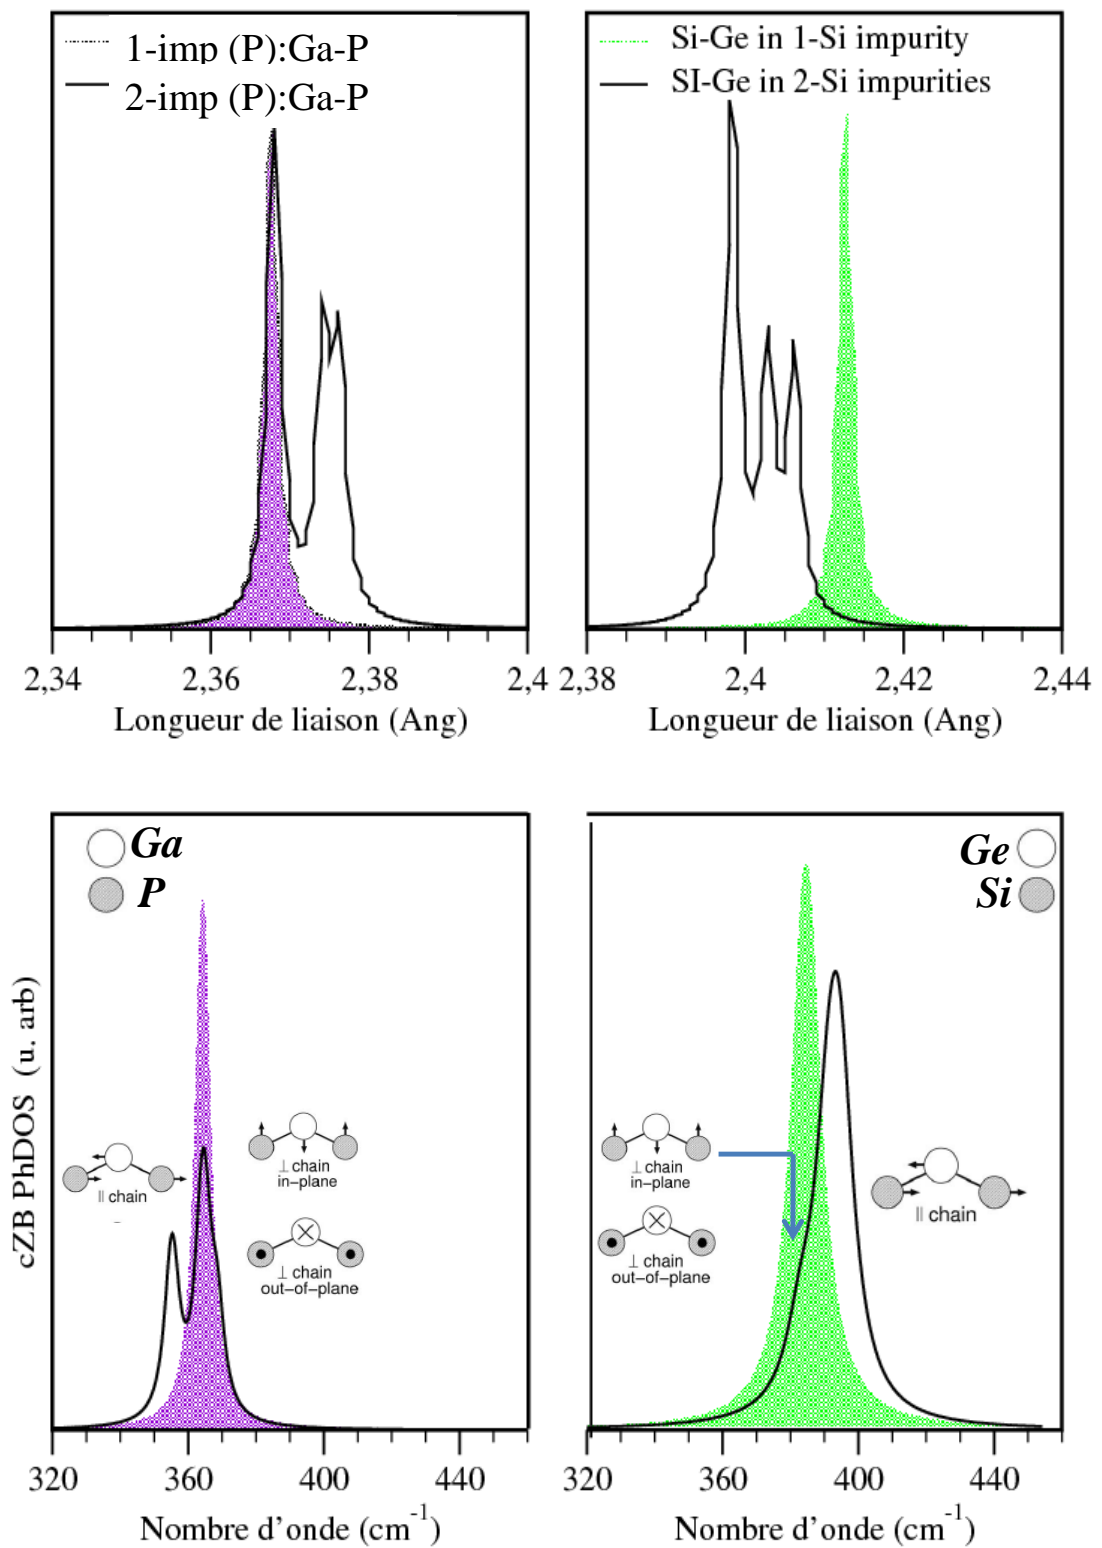 1-imp (P):Ga-P
2-imp (P):Ga-P
2,34 2,36 2,38 2,4
Longueur de liaison (Ang)
Si-Ge in 1-Si impurity
SI-Ge in 2-Si impurities
2,38 2,4 2,42 2,44
Longueur de liaison (Ang)
cZB PhDOS (u. arb)
Ga
P
|| chain
⊥ chain
in-plane
⊥ chain
out-of-plane
320 360 400 440
Nombre d'onde (cm-1)
Ge
Si
⊥ chain
in-plane
⊥ chain
out-of-plane
|| chain
320 360 400 440
Nombre d'onde (cm-1)